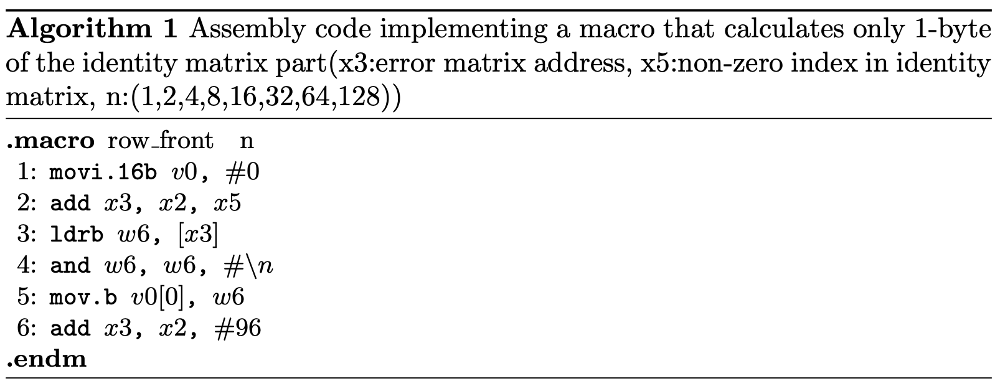 Algorithm 1 Assembly code implementing a macro that calculates only 1-byte
of the identity matrix part(x3:error matrix address, x5:non-zero index in identity
matrix, n:(1,2,4,8,16,32,64,128))
.macro row_front n
1: movi.16b v0, #0
2: add x3, x2, x5
3: ldrb w6, [x3]
4: and w6, w6, #\n
5: mov.b v0[0], w6
6: add x3, x2, #96
.endm